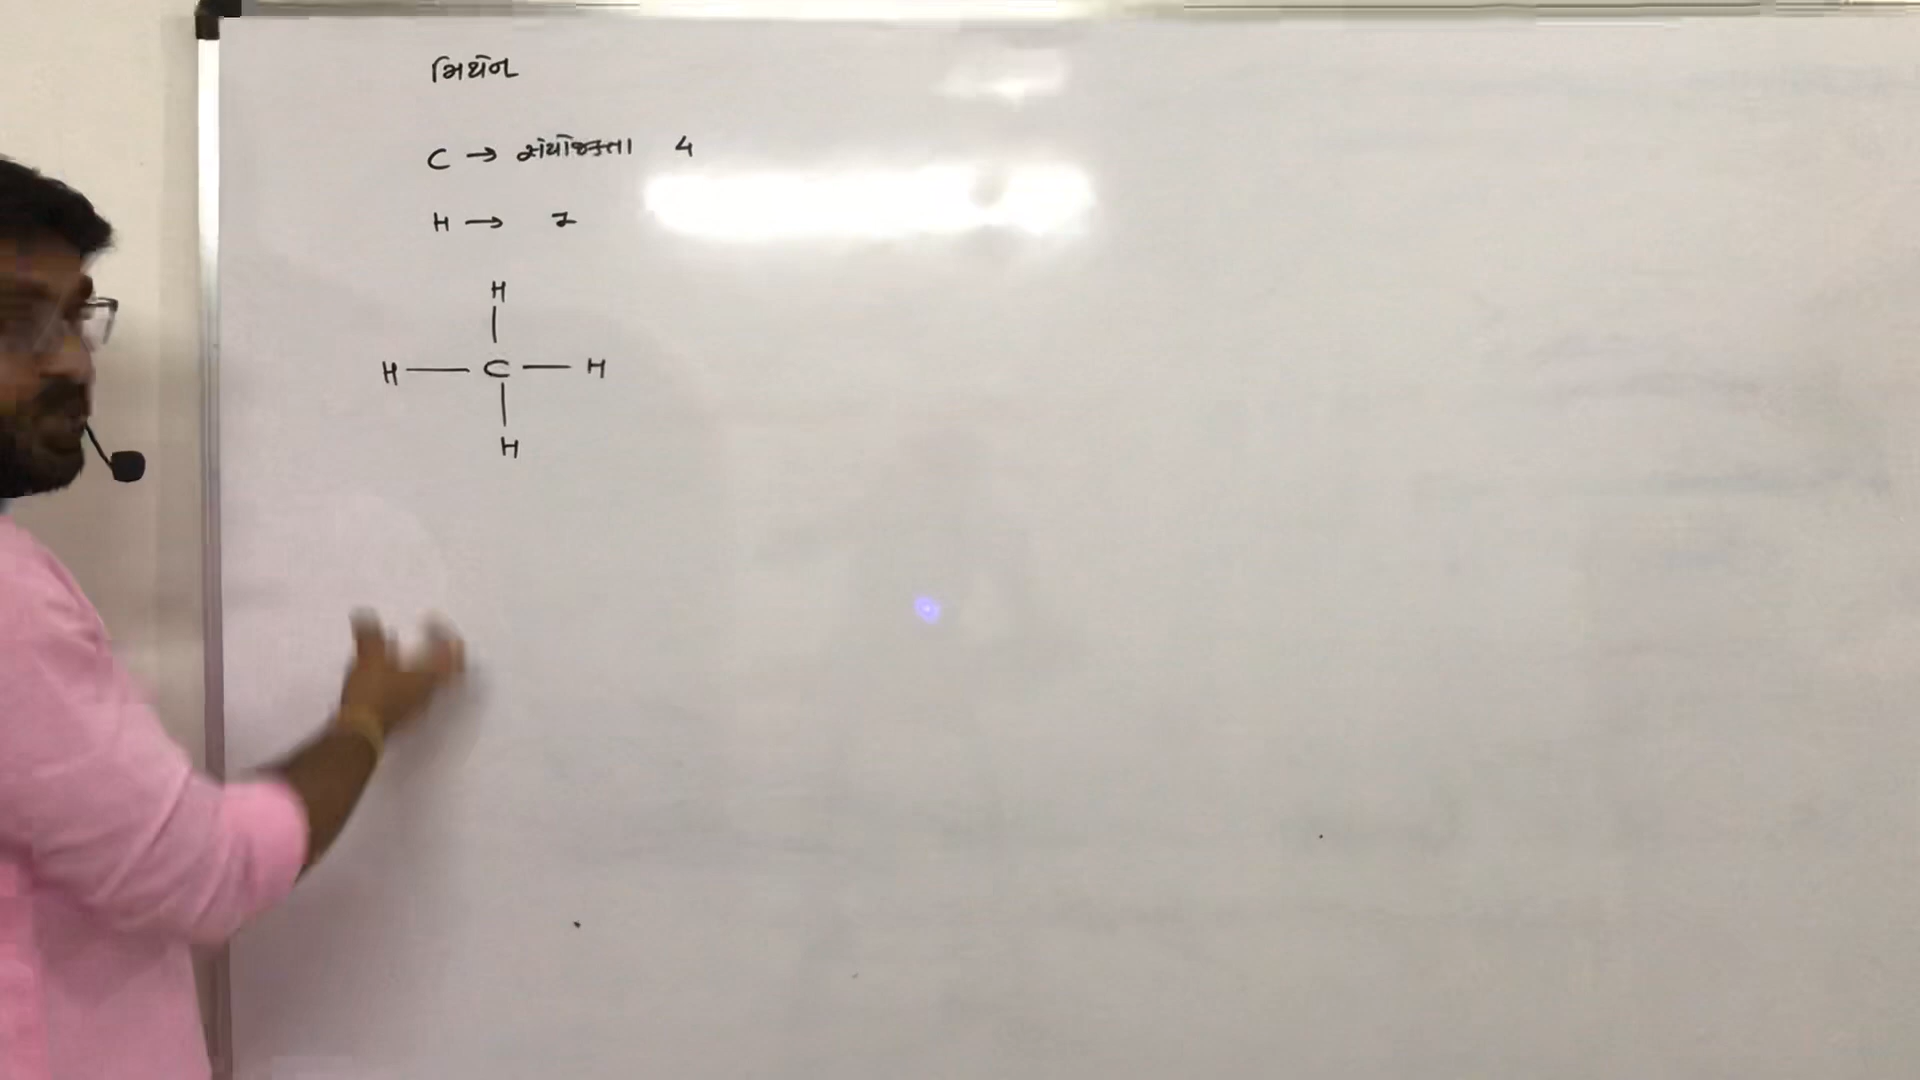 મિથેન
C → સંયોજકતા 4
H → 1
H
H — C — H
H